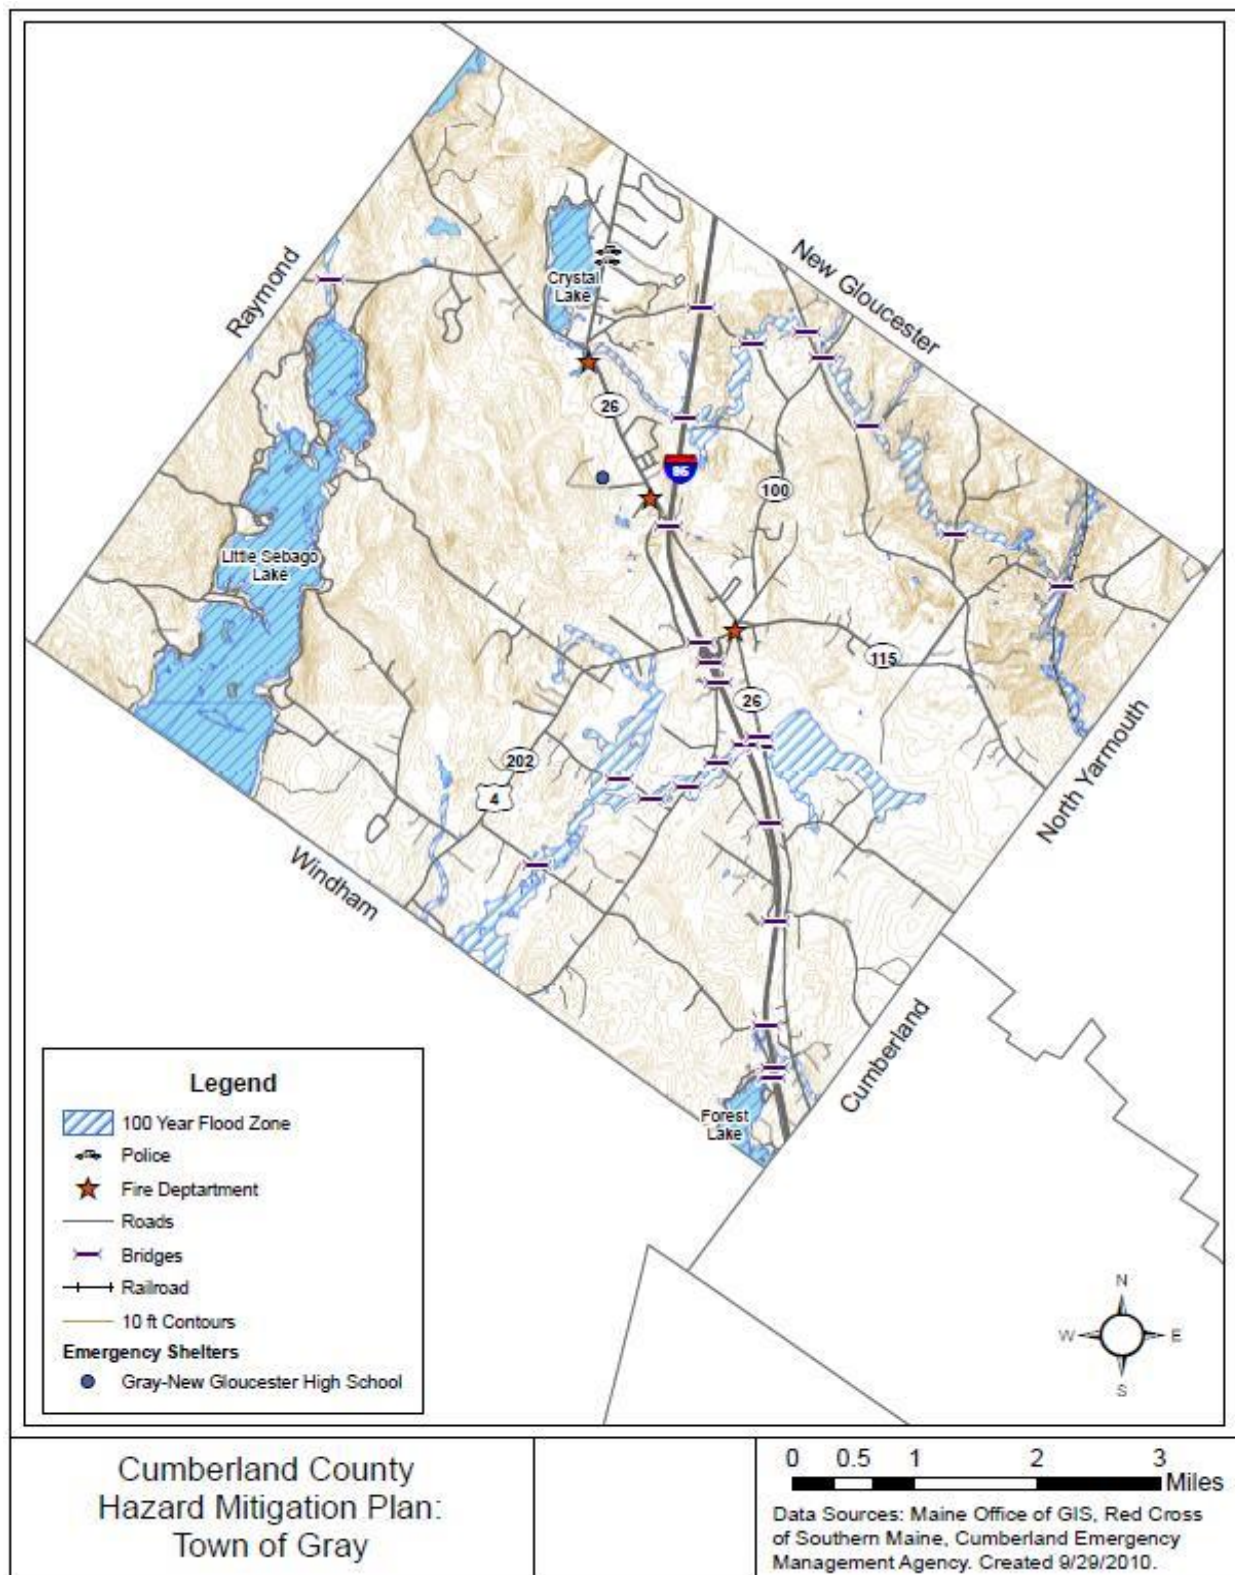 New Gloucester
Raymond
Crystal
Lake
26
95
100
Little Sebago
Lake
115
26
202
4
North Yarmouth
Windham
Cumberland
Forest
Lake
Legend
100 Year Flood Zone
Police
Fire Deptartment
Roads
Bridges
Railroad
10 ft Contours
Emergency Shelters
Gray-New Gloucester High School
N
W E
S
Cumberland County
Hazard Mitigation Plan:
Town of Gray
0 0.5 1 2 3
Miles
Data Sources: Maine Office of GIS, Red Cross
of Southern Maine, Cumberland Emergency
Management Agency. Created 9/29/2010.